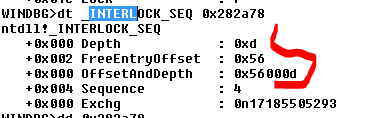 WINDBG>dt _INTERLOCK_SEQ 0x282a78
ntdll!_INTERLOCK_SEQ
+0x000 Depth : 0xd
+0x002 FreeEntryOffset : 0x56
+0x000 OffsetAndDepth : 0x56000d
+0x004 Sequence : 4
+0x000 Exchg : 0n17185505293